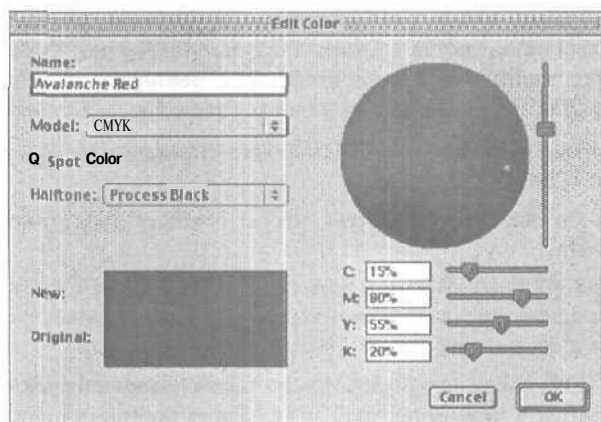 Edit Color
Name:
Avalanche Red
Model: CMYK
Q Spot Color
Halftone: Process Black
New:
Original:
C: 15%
M: 80%
Y: 55%
K: 20%
Cancel OK